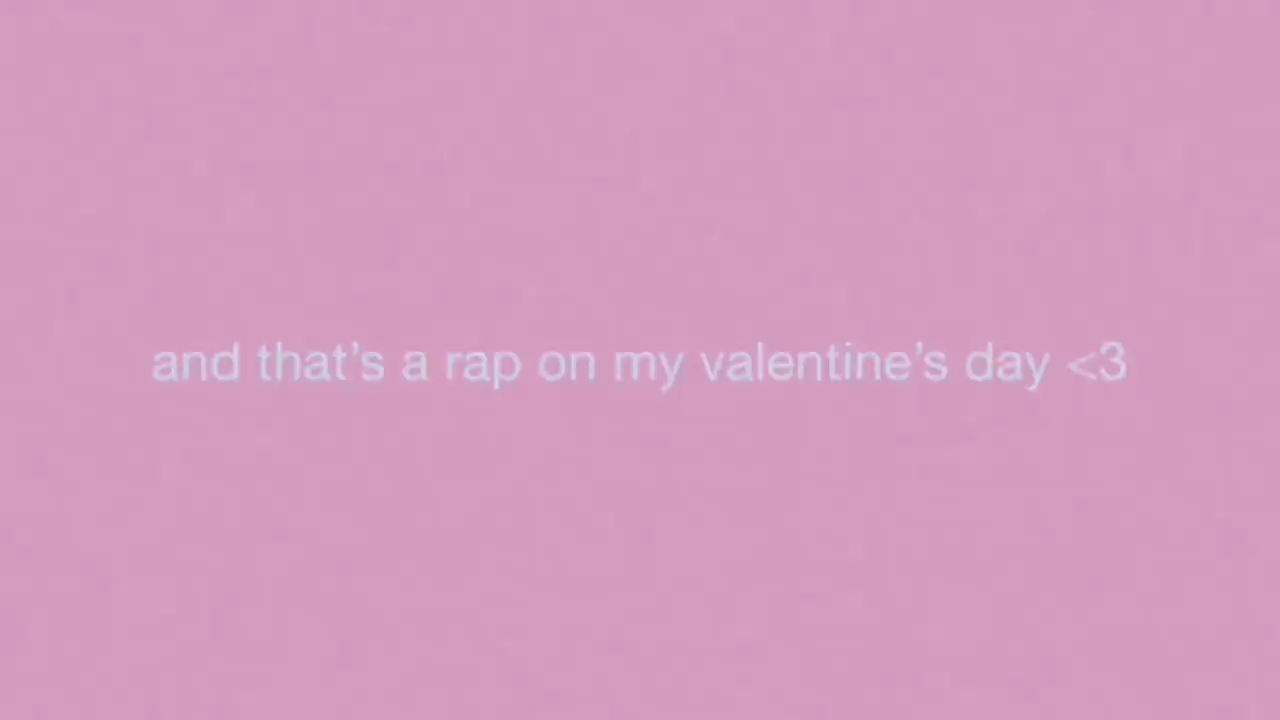 and that’s a rap on my valentine’s day <3